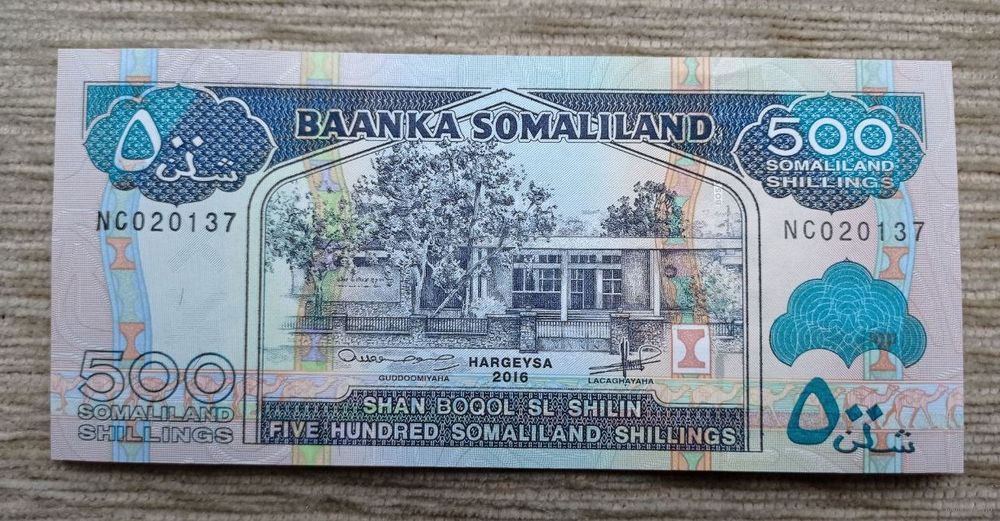 BAANKA SOMALILAND
٥٠٠
شلن
500
SOMALILAND
SHILLINGS
NC020137
NC020137
HARGEYSA
2016
GUDDOOMIYAHA
LACAGHAYAHA
500
SOMALILAND
SHILLINGS
SHAN BOQOL SL SHILIN
FIVE HUNDRED SOMALILAND SHILLINGS
٥٠٠
شلن